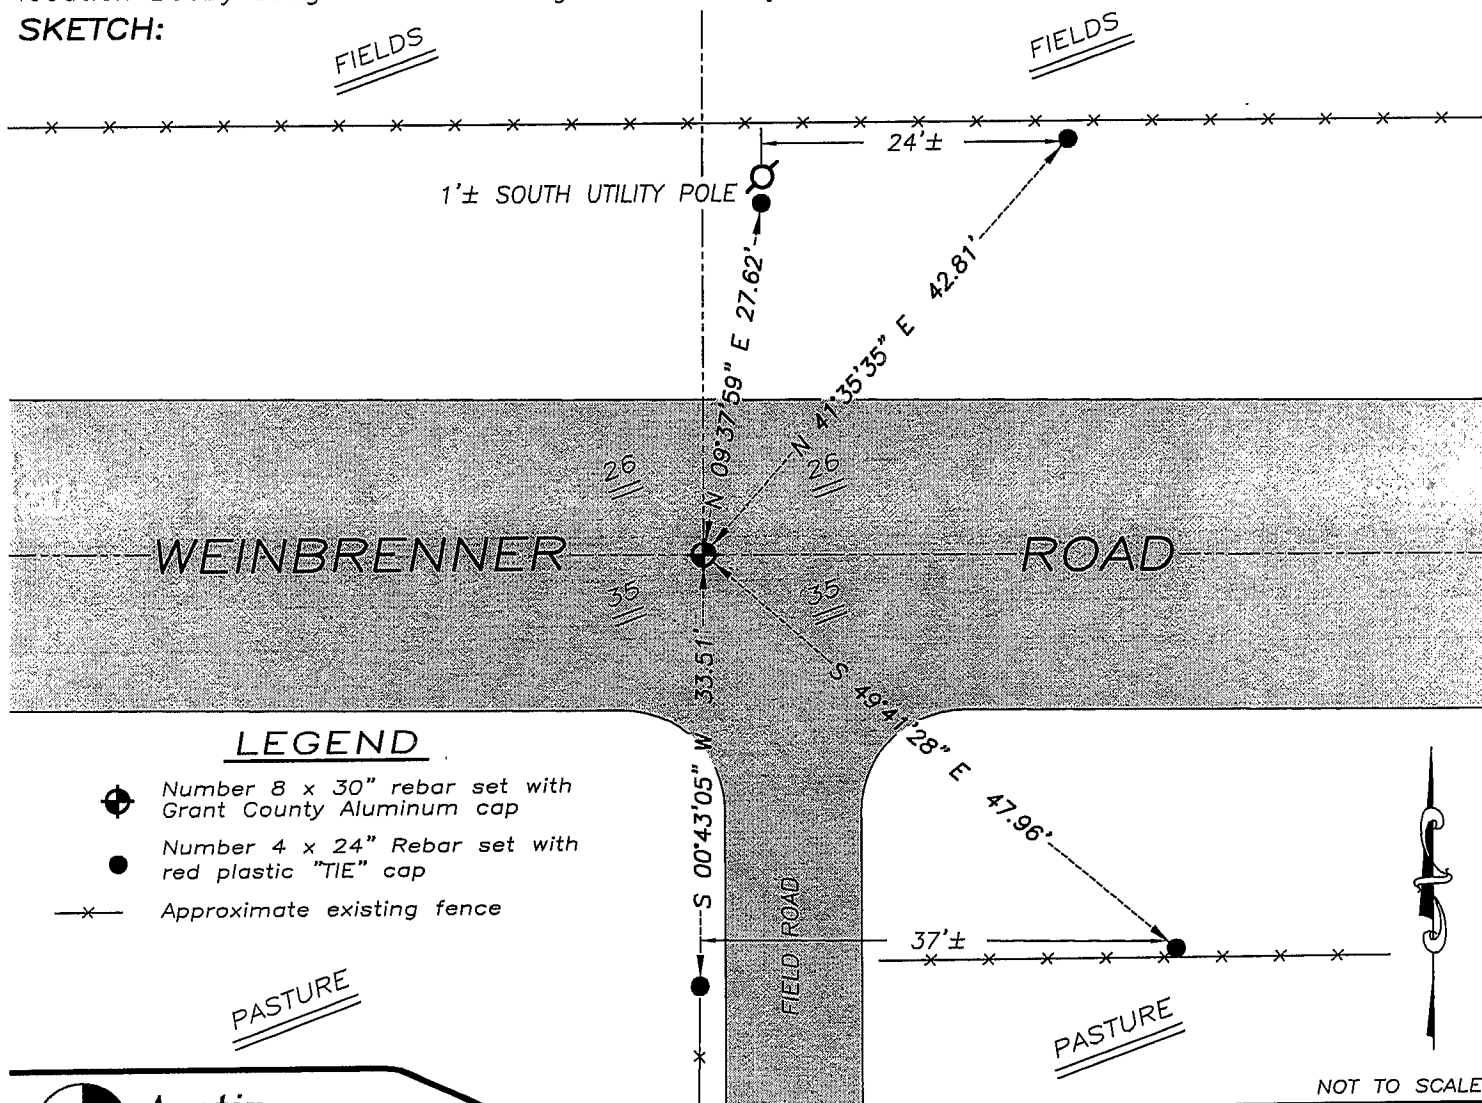 SKETCH:
FIELDS
FIELDS
24'±
1'± SOUTH UTILITY POLE
N 09°37'59" E 27.62'
N 41°35'35" E 42.81'
26
26
WEINBRENNER ROAD
36
35
S 00°43'05" W 33.51'
S 49°41'28" E 47.96'
LEGEND
Number 8 x 30" rebar set with
Grant County Aluminum cap
Number 4 x 24" Rebar set with
red plastic "TIE" cap
Approximate existing fence
37'±
FIELD ROAD
PASTURE
PASTURE
NOT TO SCALE